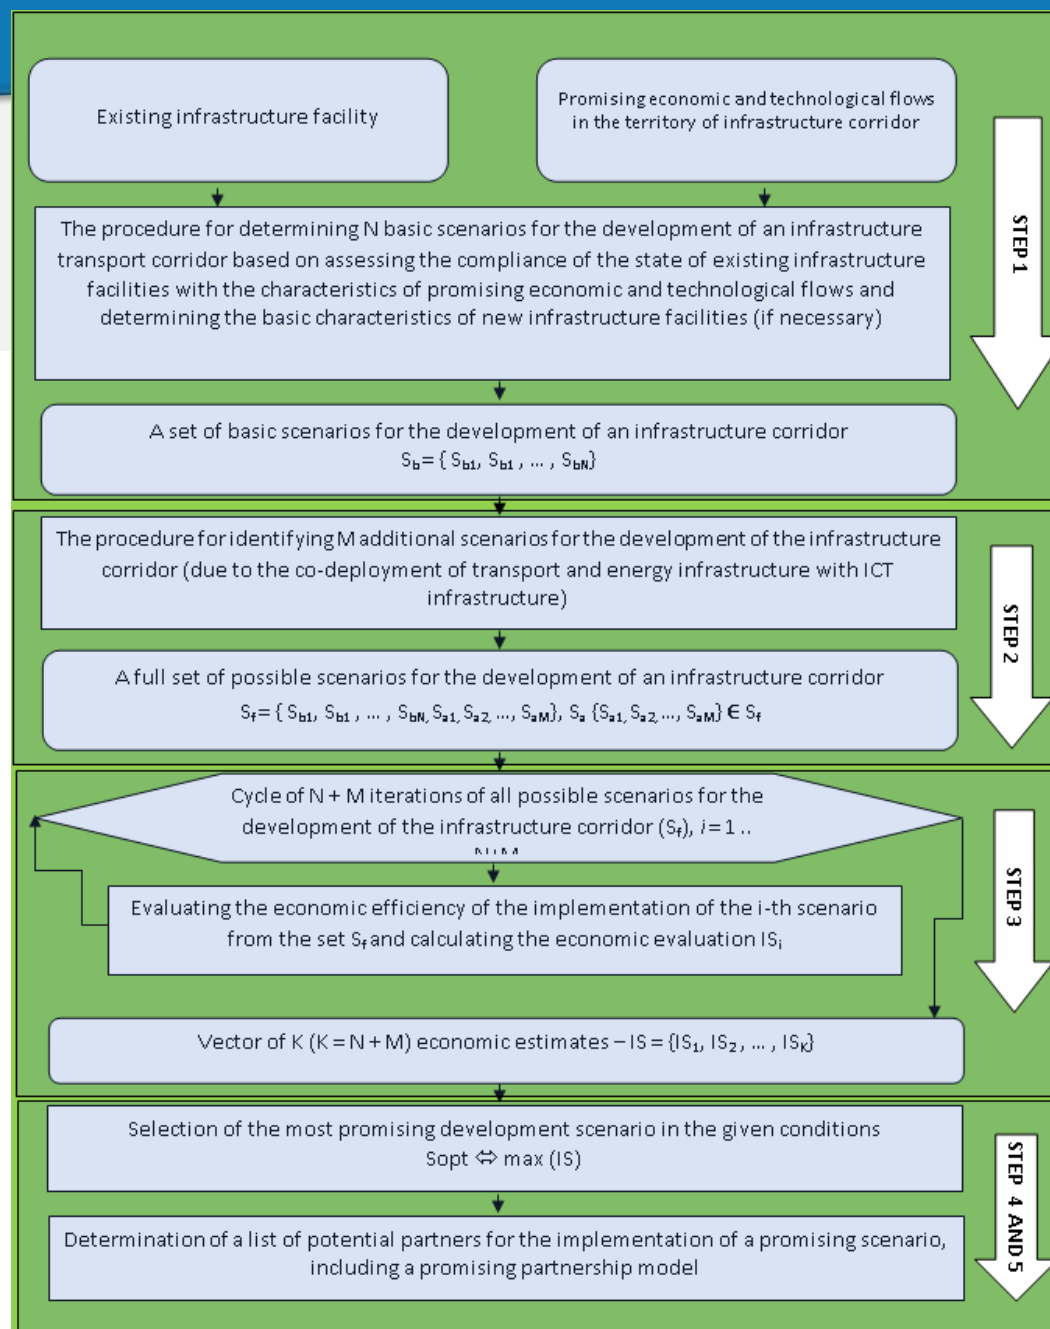 Existing infrastructure facility
Promising economic and technological flows
in the territory of infrastructure corridor
STEP 1
The procedure for determining N basic scenarios for the development of an infrastructure
transport corridor based on assessing the compliance of the state of existing infrastructure
facilities with the characteristics of promising economic and technological flows and
determining the basic characteristics of new infrastructure facilities (if necessary)
A set of basic scenarios for the development of an infrastructure corridor
Sb = { Sb1, Sb1 , ... , SbN}
The procedure for identifying M additional scenarios for the development of the infrastructure
corridor (due to the co-deployment of transport and energy infrastructure with ICT
infrastructure)
STEP 2
A full set of possible scenarios for the development of an infrastructure corridor
Sf = { Sb1, Sb1 , ... , SbN, Sa1, Sa2, ..., SaM}, Sa {Sa1, Sa2, ..., SaM} ∈ Sf
Cycle of N + M iterations of all possible scenarios for the
development of the infrastructure corridor (Sf), i = 1 ..
STEP 3
Evaluating the economic efficiency of the implementation of the i-th scenario
from the set Sf and calculating the economic evaluation ISi
Vector of K (K = N + M) economic estimates – IS = {IS1, IS2 , ... , ISK}
Selection of the most promising development scenario in the given conditions
Sopt ⇔ max (IS)
STEP 4 AND 5
Determination of a list of potential partners for the implementation of a promising scenario,
including a promising partnership model